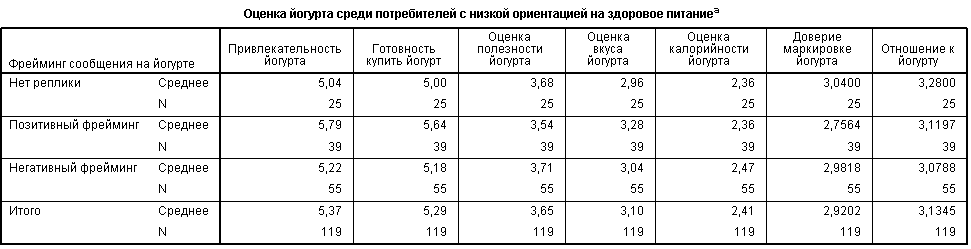 Оценка йогурта среди потребителей с низкой ориентацией на здоровое питаниеa
Фрейминг сообщения на йогурте Привлекательность йогурта Готовность купить йогурт Оценка полезности йогурта Оценка вкуса йогурта Оценка калорийности йогурта Доверие маркировке йогурта Отношение к йогурту
Нет реплики Среднее 5,04 5,00 3,68 2,96 2,36 3,0400 3,2800
N 25 25 25 25 25 25 25
Позитивный фрейминг Среднее 5,79 5,64 3,54 3,28 2,36 2,7564 3,1197
N 39 39 39 39 39 39 39
Негативный фрейминг Среднее 5,22 5,18 3,71 3,04 2,47 2,9818 3,0788
N 55 55 55 55 55 55 55
Итого Среднее 5,37 5,29 3,65 3,10 2,41 2,9202 3,1345
N 119 119 119 119 119 119 119